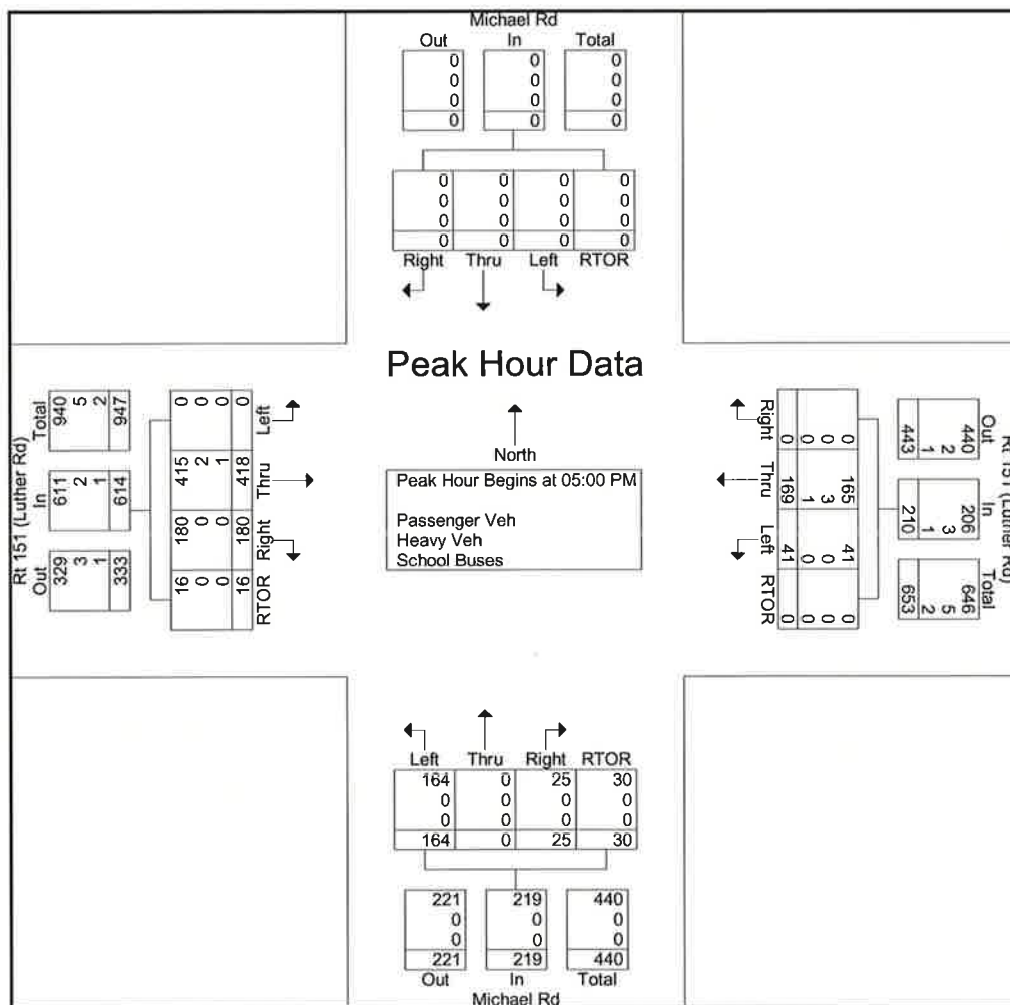 Michael Rd
Out In Total
0 0 0
0 0 0
0 0 0
0 0 0
0 0 0 0
0 0 0 0
0 0 0 0
0 0 0 0
Right Thru Left RTOR
Peak Hour Data
North
Peak Hour Begins at 05:00 PM
Passenger Veh
Heavy Veh
School Buses
Rt 151 (Luther Rd)
Out In Total
329 611 940
3 2 5
1 1 2
333 614 947
16 180 415 0
0 0 2 0
0 0 1 0
16 180 418 0
RTOR Right Thru Left
Rt 151 (Luther Rd)
Out In Total
440 206 646
2 3 5
1 1 2
443 210 653
0 165 41 0
0 3 0 0
0 1 0 0
0 169 41 0
Right Thru Left RTOR
Left Thru Right RTOR
164 0 25 30
0 0 0 0
0 0 0 0
164 0 25 30
221 219 440
0 0 0
0 0 0
221 219 440
Out In Total
Michael Rd